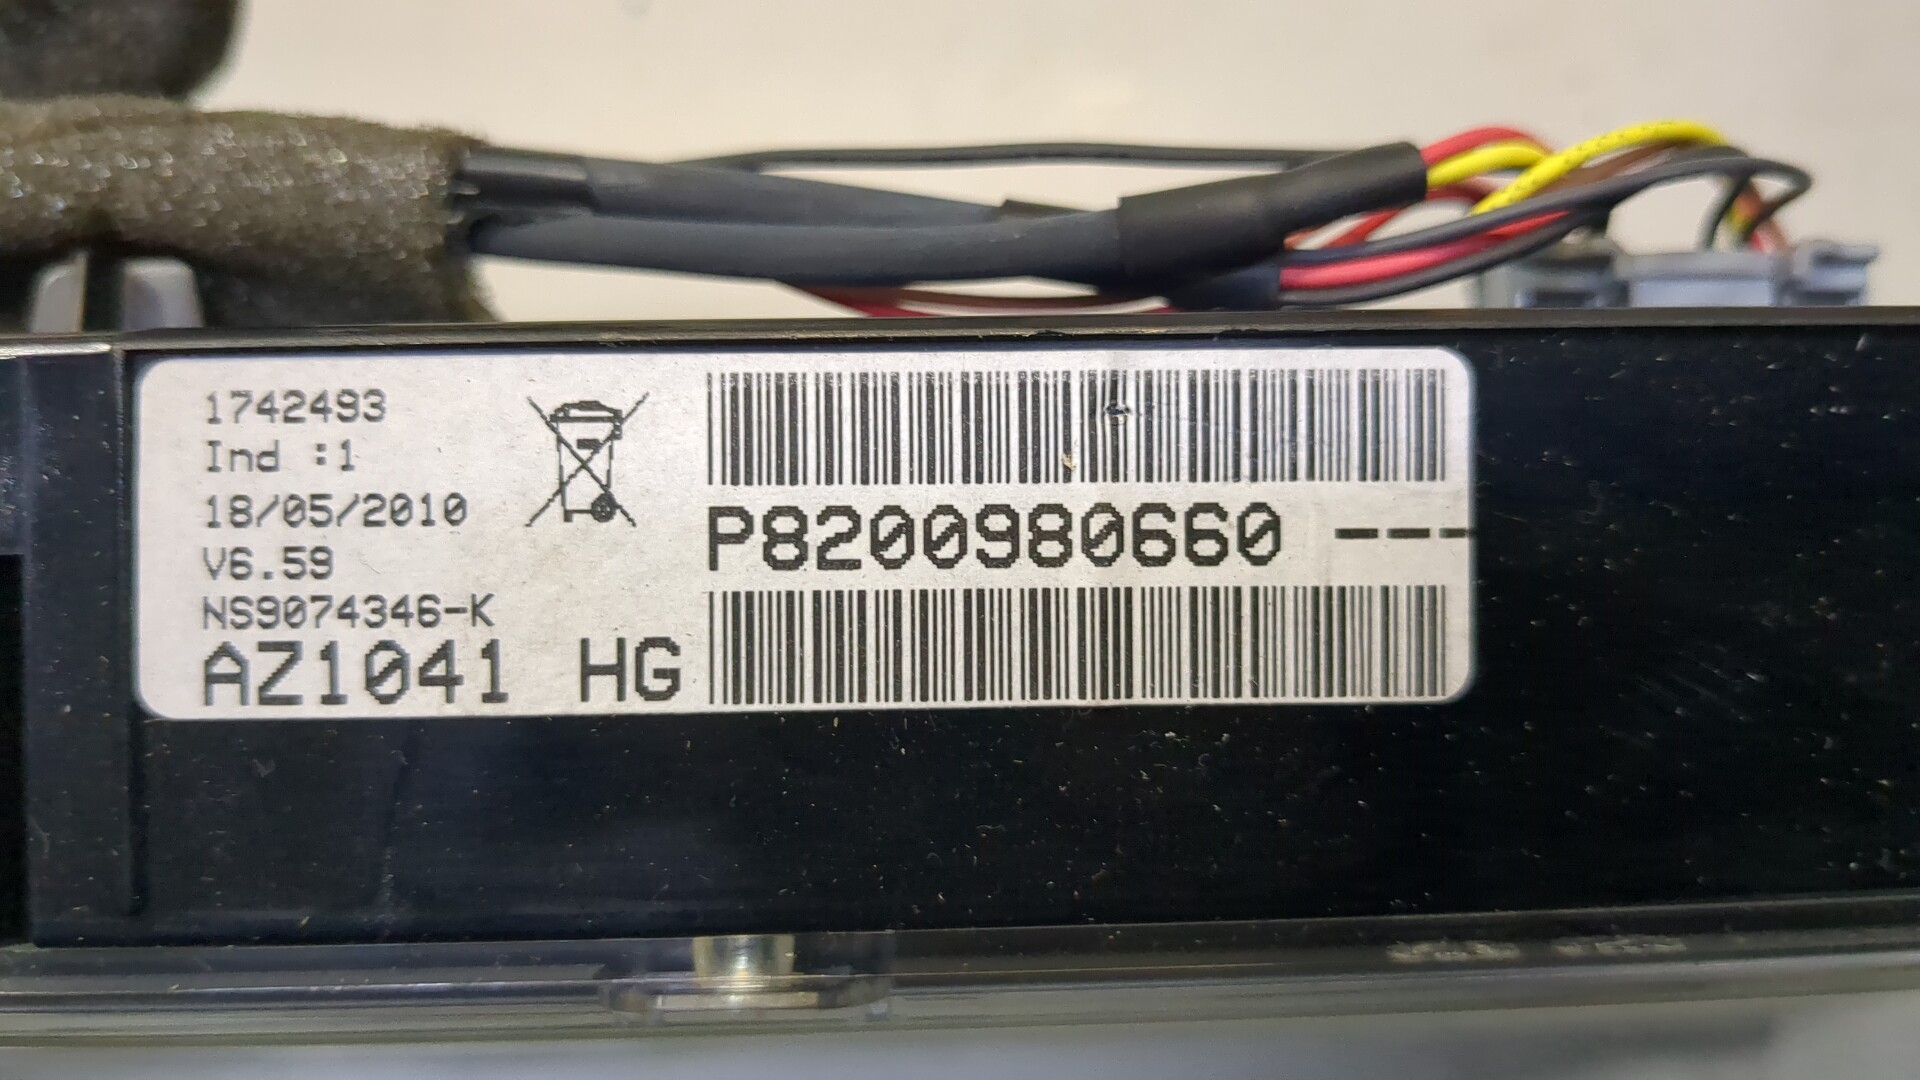 1742493
Ind :1
18/05/2010
V6.59
NS9074346-K
AZ1041 HG
P8200980660 ---